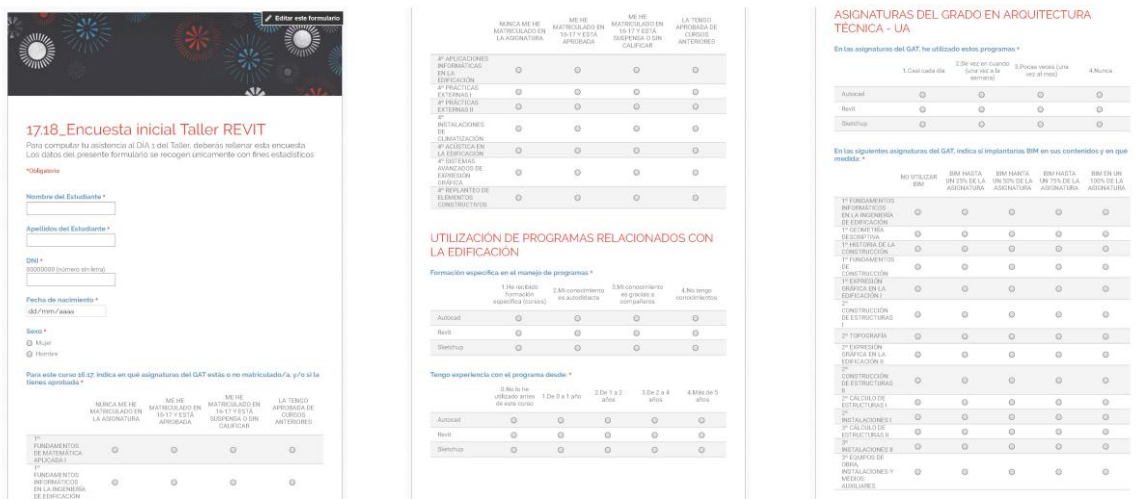 Editar este formulario
17.18_Encuesta inicial Taller REVIT
Para computar tu asistencia al DÍA 1 del Taller, deberás rellenar esta encuesta
Los datos del presente formulario se recogen únicamente con fines estadísticos
*Obligatorio
Nombre del Estudiante *
Apellidos del Estudiante *
DNI *
00000000 (número sin letra)
Fecha de nacimiento *
dd/mm/aaaa
Sexo *
Mujer
Hombre
Para este curso 16.17, indica en qué asignaturas del GAT estás o no matriculado/a, y/o si la
tienes aprobada *
NUNCA ME HE
MATRICULADO EN
LA ASIGNATURA
ME HE
MATRICULADO EN
16-17 Y ESTÁ
APROBADA
ME HE
MATRICULADO EN
16-17 Y ESTÁ
SUSPENSA O SIN
CALIFICAR
LA TENGO
APROBADA DE
CURSOS
ANTERIORES
1º
FUNDAMENTOS
DE MATEMÁTICA
APLICADA I
1º
FUNDAMENTOS
INFORMÁTICOS
EN LA INGENIERÍA
DE EDIFICACIÓN
NUNCA ME HE
MATRICULADO EN
LA ASIGNATURA
ME HE
MATRICULADO EN
16-17 Y ESTÁ
APROBADA
ME HE
MATRICULADO EN
16-17 Y ESTÁ
SUSPENSA O SIN
CALIFICAR
LA TENGO
APROBADA DE
CURSOS
ANTERIORES
4º APLICACIONES
INFORMÁTICAS
EN LA
EDIFICACIÓN
4º PRÁCTICAS
EXTERNAS I
4º PRÁCTICAS
EXTERNAS II
4º
INSTALACIONES
DE
CLIMATIZACIÓN
4º ACÚSTICA EN
LA EDIFICACIÓN
4º SISTEMAS
AVANZADOS DE
EXPRESIÓN
GRÁFICA
4º REPLANTEO DE
ELEMENTOS
CONSTRUCTIVOS
UTILIZACIÓN DE PROGRAMAS RELACIONADOS CON
LA EDIFICACIÓN
Formación específica en el manejo de programas *
1.He recibido
formación
específica (cursos)
2.Mi conocimiento
es autodidacta
3.Mi conocimiento
es gracias a
compañeros
4.No tengo
conocimientos
Autocad
Revit
Sketchup
Tengo experiencia con el programa desde: *
0.No lo he
utilizado antes
de este curso
1.De 0 a 1 año
2.De 1 a 2
años
3.De 2 a 4
años
4.Más de 5
años
Autocad
Revit
Sketchup
ASIGNATURAS DEL GRADO EN ARQUITECTURA
TÉCNICA - UA
En las asignaturas del GAT, he utilizado estos programas *
1.Casi cada día
2.De vez en cuando
(una vez a la
semana)
3.Pocas veces (una
vez al mes)
4.Nunca
Autocad
Revit
Sketchup
En las siguientes asignaturas del GAT, indica si implantarías BIM en sus contenidos y en qué
medida: *
NO UTILIZAR
BIM
BIM HASTA
UN 25% DE LA
ASIGNATURA
BIM HANTA
UN 50% DE LA
ASIGNATURA
BIM HASTA
UN 75% DE LA
ASIGNATURA
BIM EN UN
100% DE LA
ASIGNATURA
1º FUNDAMENTOS
INFORMÁTICOS
EN LA INGENIERÍA
DE EDIFICACIÓN
1º GEOMETRÍA
DESCRIPTIVA
1º HISTORIA DE LA
CONSTRUCCIÓN
1º FUNDAMENTOS
DE
CONSTRUCCIÓN
1º EXPRESIÓN
GRÁFICA EN LA
EDIFICACIÓN I
2º
CONSTRUCCIÓN
DE ESTRUCTURAS
I
2º TOPOGRAFÍA
2º EXPRESIÓN
GRÁFICA EN LA
EDIFICACIÓN II
2º
CONSTRUCCIÓN
DE ESTRUCTURAS
II
2º CÁLCULO DE
ESTRUCTURAS I
2º
INSTALACIONES I
3º CÁLCULO DE
ESTRUCTURAS II
3º
INSTALACIONES II
3º EQUIPOS DE
OBRA,
INSTALACIONES Y
MEDIOS
AUXILIARES